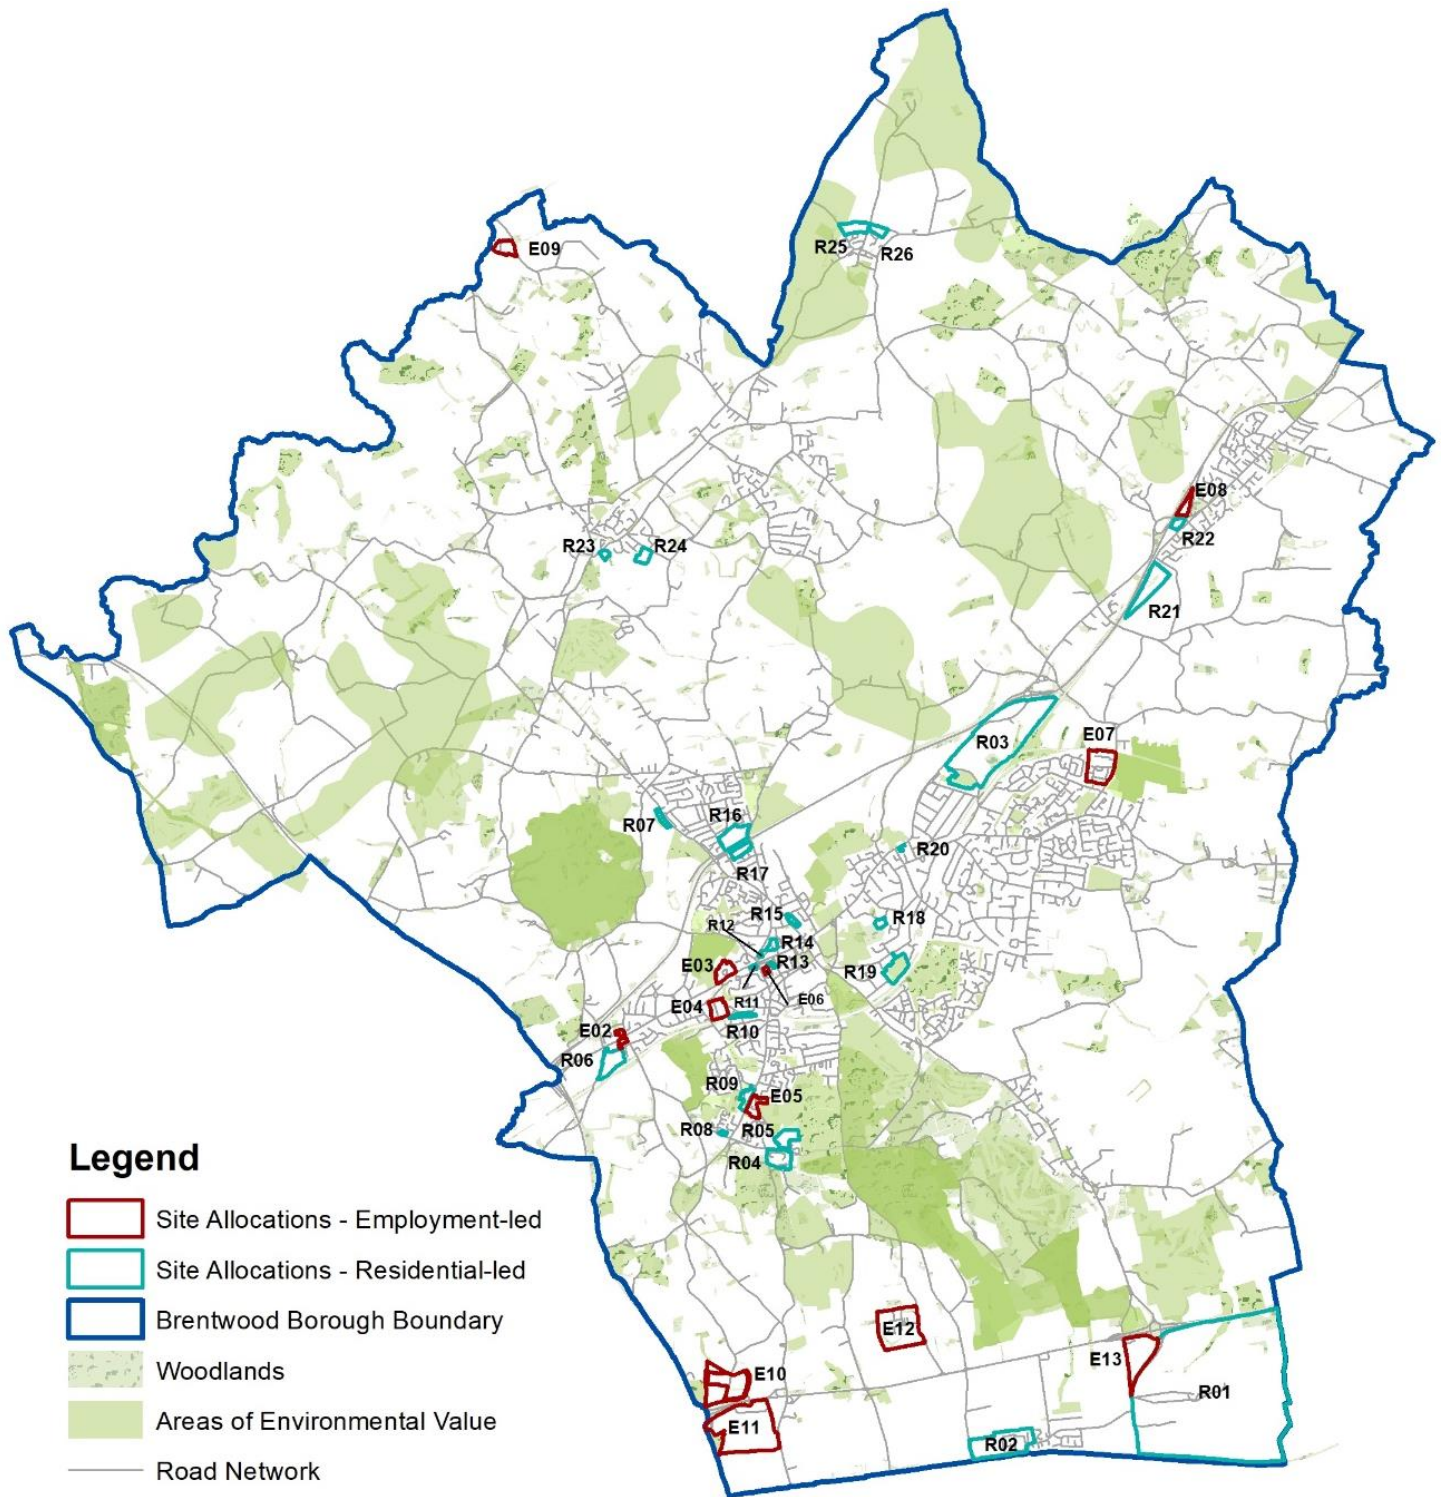 E09
R25
R26
E08
R22
R23
R24
R21
R03
E07
R07
R16
R20
R17
R15
R12
R18
R14
R13
E03
R19
E04
R11
E06
E02
R10
R06
R09
E05
R08
R05
R04
Legend
Site Allocations - Employment-led
Site Allocations - Residential-led
Brentwood Borough Boundary
Woodlands
Areas of Environmental Value
Road Network
E12
E13
E10
R01
E11
R02